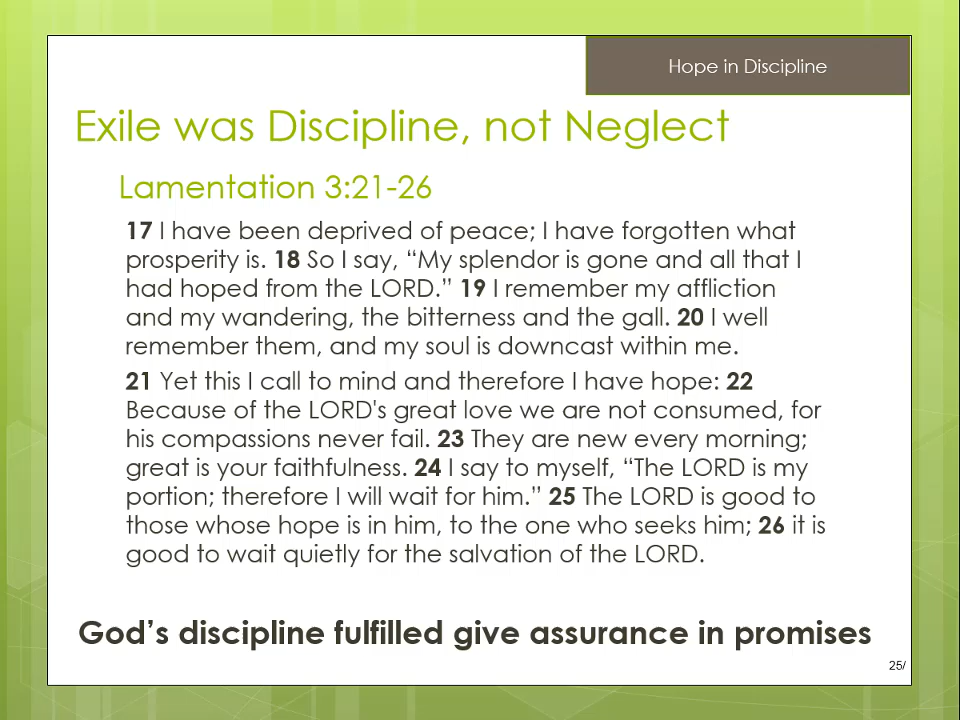 Hope in Discipline
Exile was Discipline, not Neglect
Lamentation 3:21-26
17 I have been deprived of peace; I have forgotten what
prosperity is. 18 So I say, “My splendor is gone and all that I
had hoped from the LORD.” 19 I remember my affliction
and my wandering, the bitterness and the gall. 20 I well
remember them, and my soul is downcast within me.
21 Yet this I call to mind and therefore I have hope: 22
Because of the LORD's great love we are not consumed, for
his compassions never fail. 23 They are new every morning;
great is your faithfulness. 24 I say to myself, “The LORD is my
portion; therefore I will wait for him.” 25 The LORD is good to
those whose hope is in him, to the one who seeks him; 26 it is
good to wait quietly for the salvation of the LORD.
God’s discipline fulfilled give assurance in promises
25/